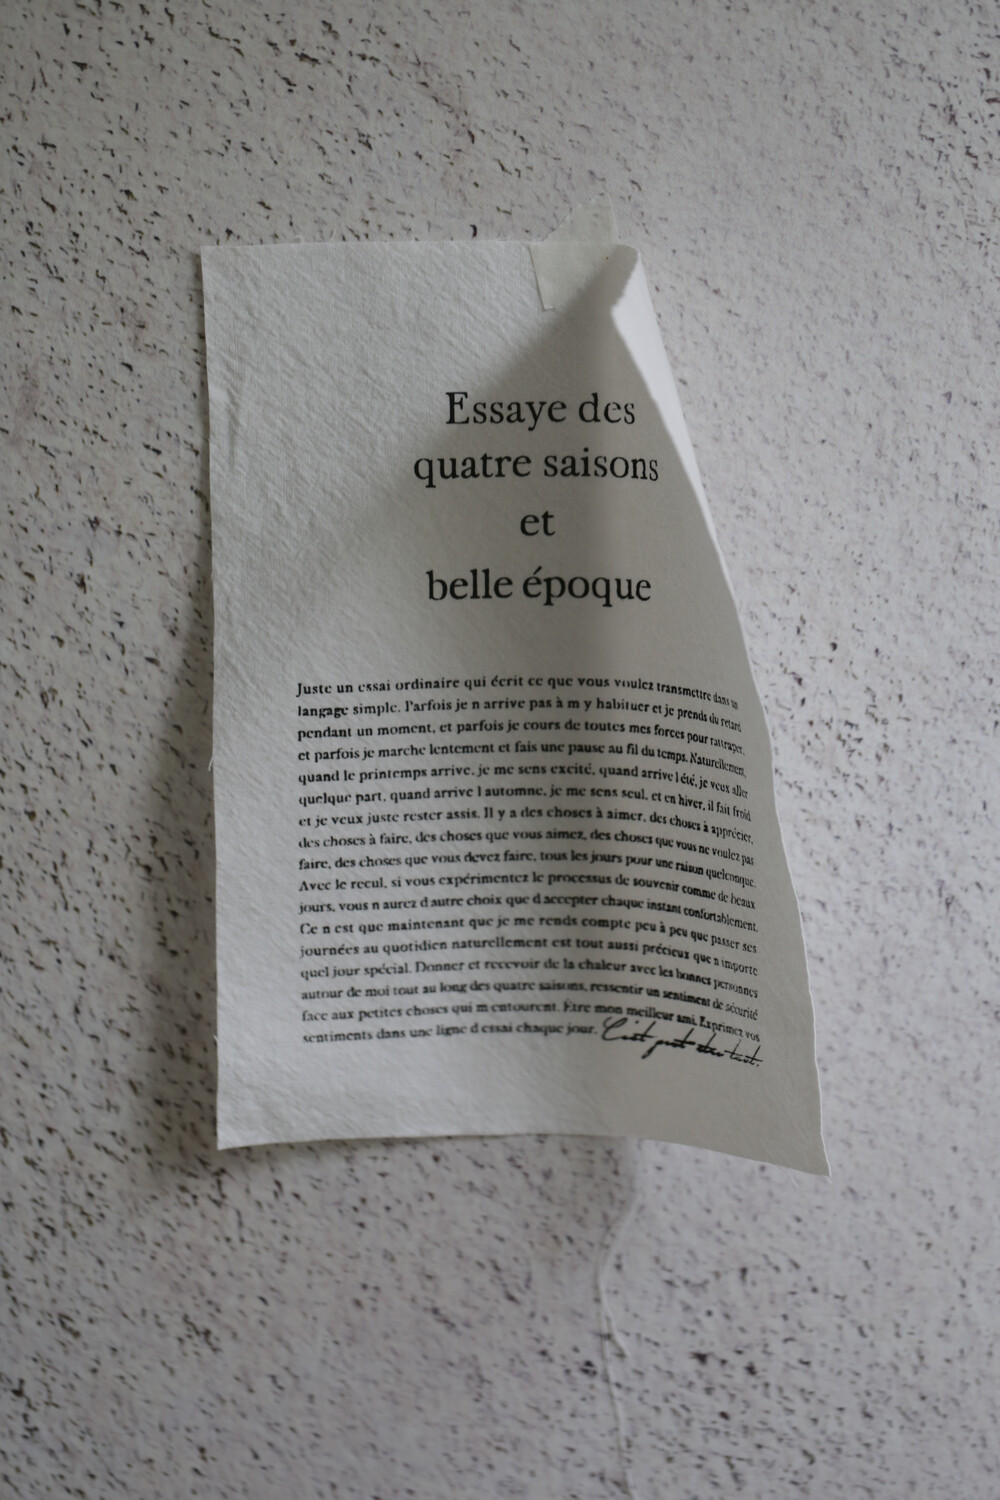 Essaye des
quatre saisons
et
belle époque
Juste un essai ordinaire qui écrit ce que vous voulez transmettre dans un
langage simple. Parfois je n arrive pas à m y habituer et je prends du retard
pendant un moment, et parfois je cours de toutes mes forces pour rattraper,
et parfois je marche lentement et fais une pause au fil du temps. Naturellement,
quand le printemps arrive, je me sens excité, quand arrive l été, je veux aller
quelque part, quand arrive l automne, je me sens seul, et en hiver, il fait froid
et je veux juste rester assis. Il y a des choses à aimer, des choses à apprécier,
des choses à faire, des choses que vous aimez, des choses que vous ne voulez pas
faire, des choses que vous devez faire, tous les jours pour une raison quelconque.
Avec le recul, si vous expérimentez le processus de souvenir comme de beaux
jours, vous n aurez d autre choix que d accepter chaque instant confortablement.
Ce n est que maintenant que je me rends compte peu à peu que passer ses
journées au quotidien naturellement est tout aussi précieux que n importe
quel jour spécial. Donner et recevoir de la chaleur avec les bonnes personnes
autour de moi tout au long des quatre saisons, ressentir un sentiment de sécurité
face aux petites choses qui m entourent. Être mon meilleur ami. Exprimez vos
sentiments dans une ligne d essai chaque jour. C'est